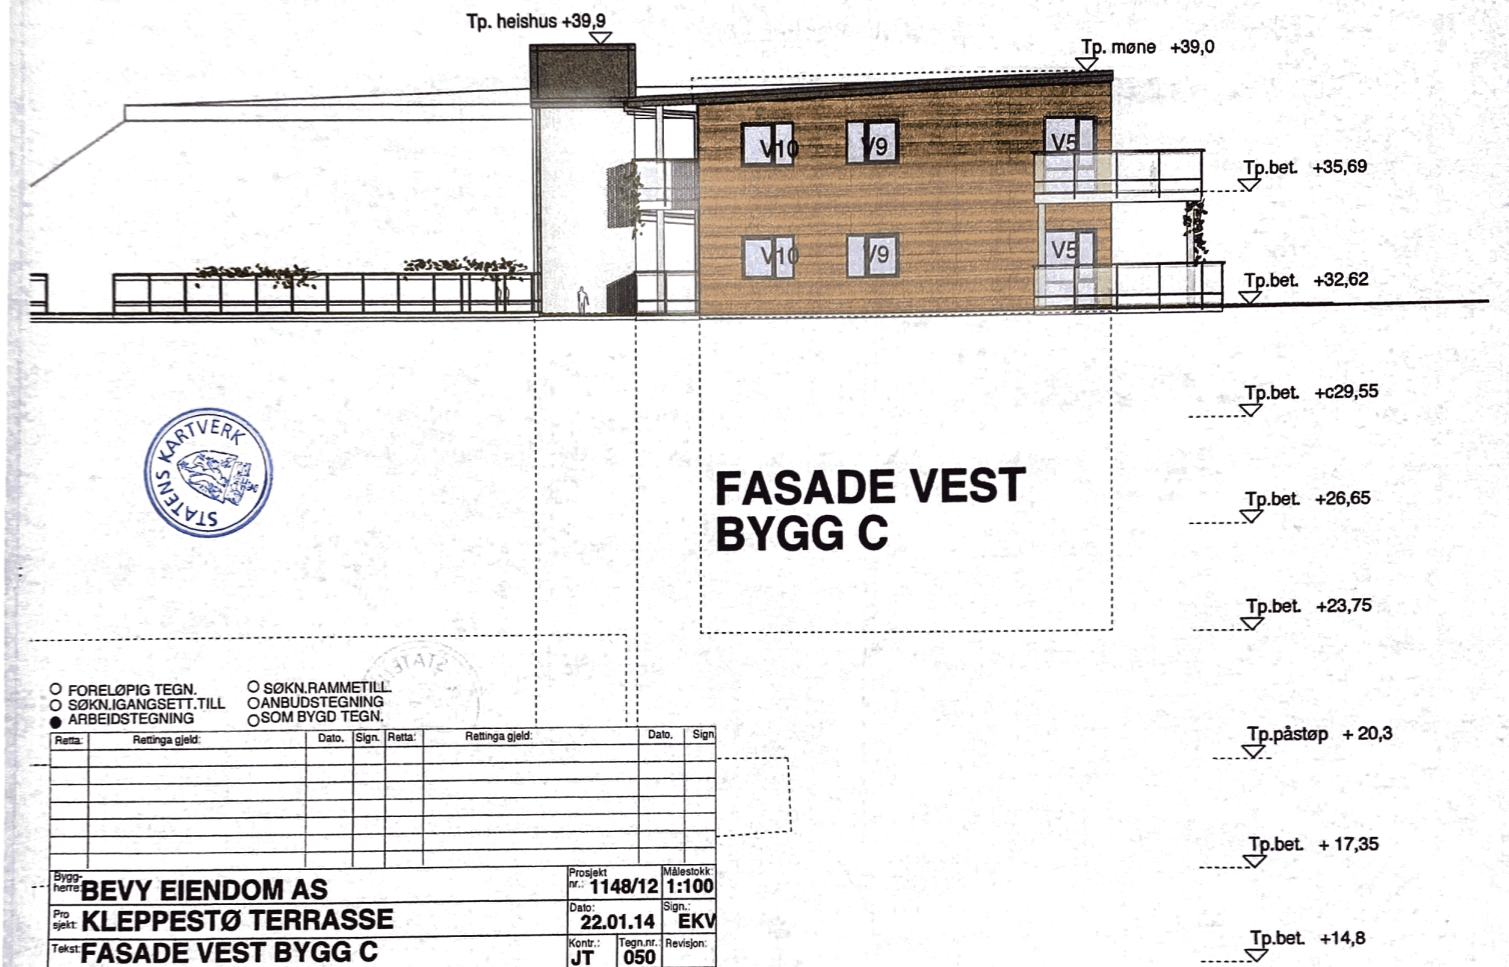 Tp. heishus +39,9
Tp. møne +39,0
V10 V9 V5
Tp.bet. +35,69
V10 V9 V5
Tp.bet. +32,62
Tp.bet. +c29,55
STATENS KARTVERK
FASADE VEST
BYGG C
Tp.bet. +26,65
Tp.bet. +23,75
FORELØPIG TEGN. SØKN.RAMMETILL.
SØKN.IGANGSETT.TILL ANBUDSTEGNING
ARBEIDSTEGNING SOM BYGD TEGN.
Retta: Rettinga gjeld: Dato. Sign. Retta: Rettinga gjeld: Dato. Sign
Tp.påstøp + 20,3
Tp.bet. + 17,35
Bygg-herre: BEVY EIENDOM AS Prosjekt nr.: 1148/12 Målestokk: 1:100
Pro sjekt: KLEPPESTØ TERRASSE Dato: 22.01.14 Sign.: EKV
Tekst: FASADE VEST BYGG C Kontr.: JT Tegn.nr.: 050 Revisjon:
Tp.bet. +14,8